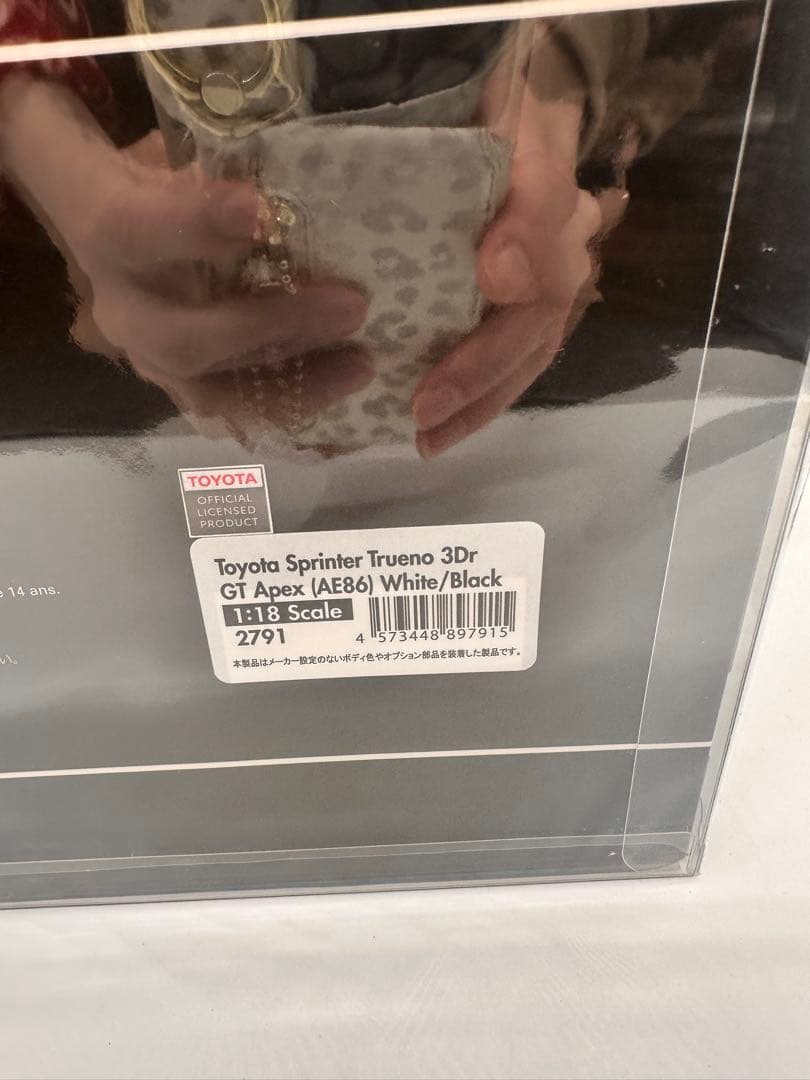 TOYOTA
OFFICIAL
LICENSED
PRODUCT
Toyota Sprinter Trueno 3Dr
GT Apex (AE86) White/Black
1:18 Scale
2791
4 573448 897915
本製品はメーカー設定のないボディ色やオプション部品を装着した製品です。
14 ans.
い。